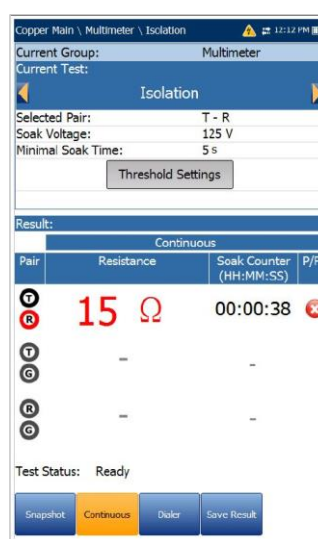 Copper Main \ Multimeter \ Isolation 12:12 PM
Current Group: Multimeter
Current Test:
Isolation
Selected Pair: T - R
Soak Voltage: 125 V
Minimal Soak Time: 5 s
Threshold Settings
Result:
Continuous
Pair Resistance Soak Counter (HH:MM:SS) P/F
T
R
15 Ω 00:00:38
T
G
- -
R
G
- -
Test Status: Ready
Snapshot Continuous Dialer Save Result